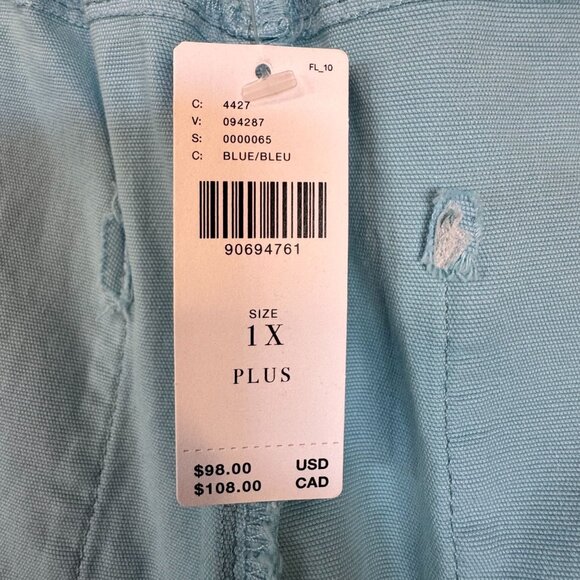 FL_10
C: 4427
V: 094287
S: 0000065
C: BLUE/BLEU
90694761
SIZE
1X
PLUS
$98.00 USD
$108.00 CAD